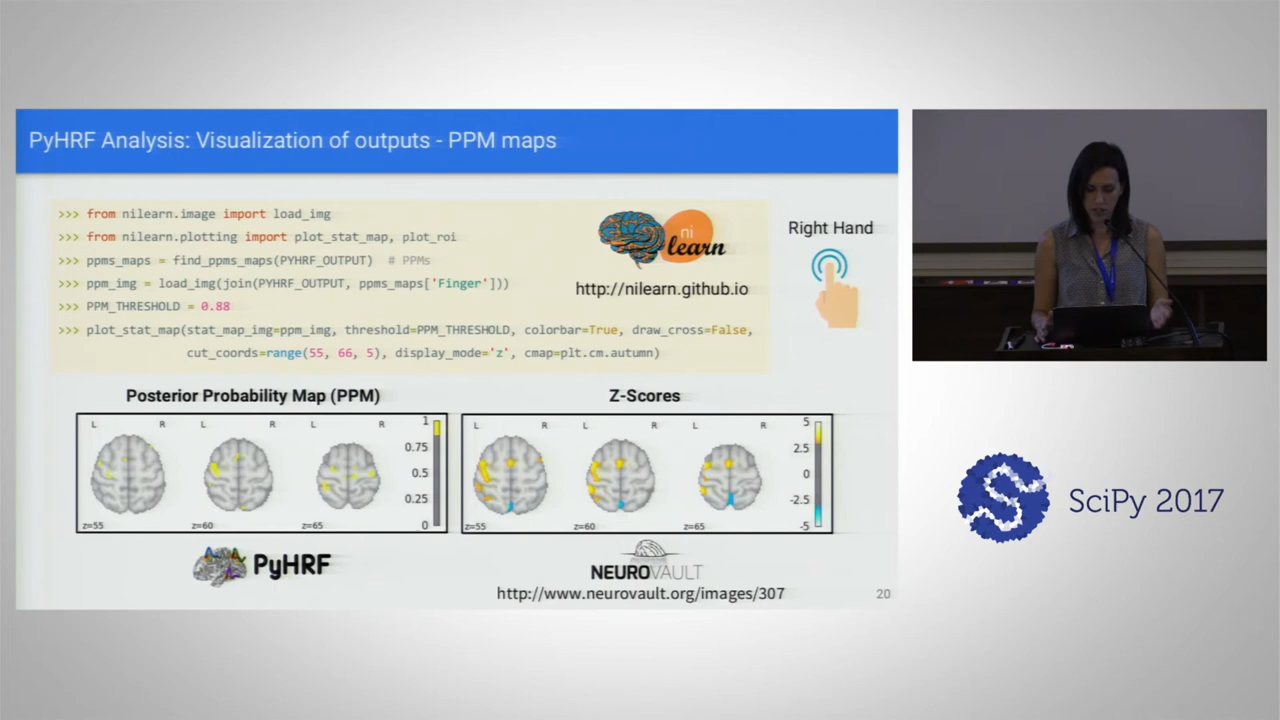 PyHRF Analysis: Visualization of outputs - PPM maps
>>> from nilearn.image import load_img
>>> from nilearn.plotting import plot_stat_map, plot_roi
>>> ppms_maps = find_ppms_maps(PYHRF_OUTPUT) # PPMs
>>> ppm_img = load_img(join(PYHRF_OUTPUT, ppms_maps['Finger']))
>>> PPM_THRESHOLD = 0.88
>>> plot_stat_map(stat_map_img=ppm_img, threshold=PPM_THRESHOLD, colorbar=True, draw_cross=False,
cut_coords=range(55, 66, 5), display_mode='z', cmap=plt.cm.autumn)
ni
learn
http://nilearn.github.io
Right Hand
Posterior Probability Map (PPM)
L R L R L R
1
0.75
0.5
0.25
0
z=55 z=60 z=65
PyHRF
Z-Scores
L R L R L R
5
2.5
0
-2.5
-5
z=55 z=60 z=65
NEUROVAULT
http://www.neurovault.org/images/307
20
S
SciPy 2017